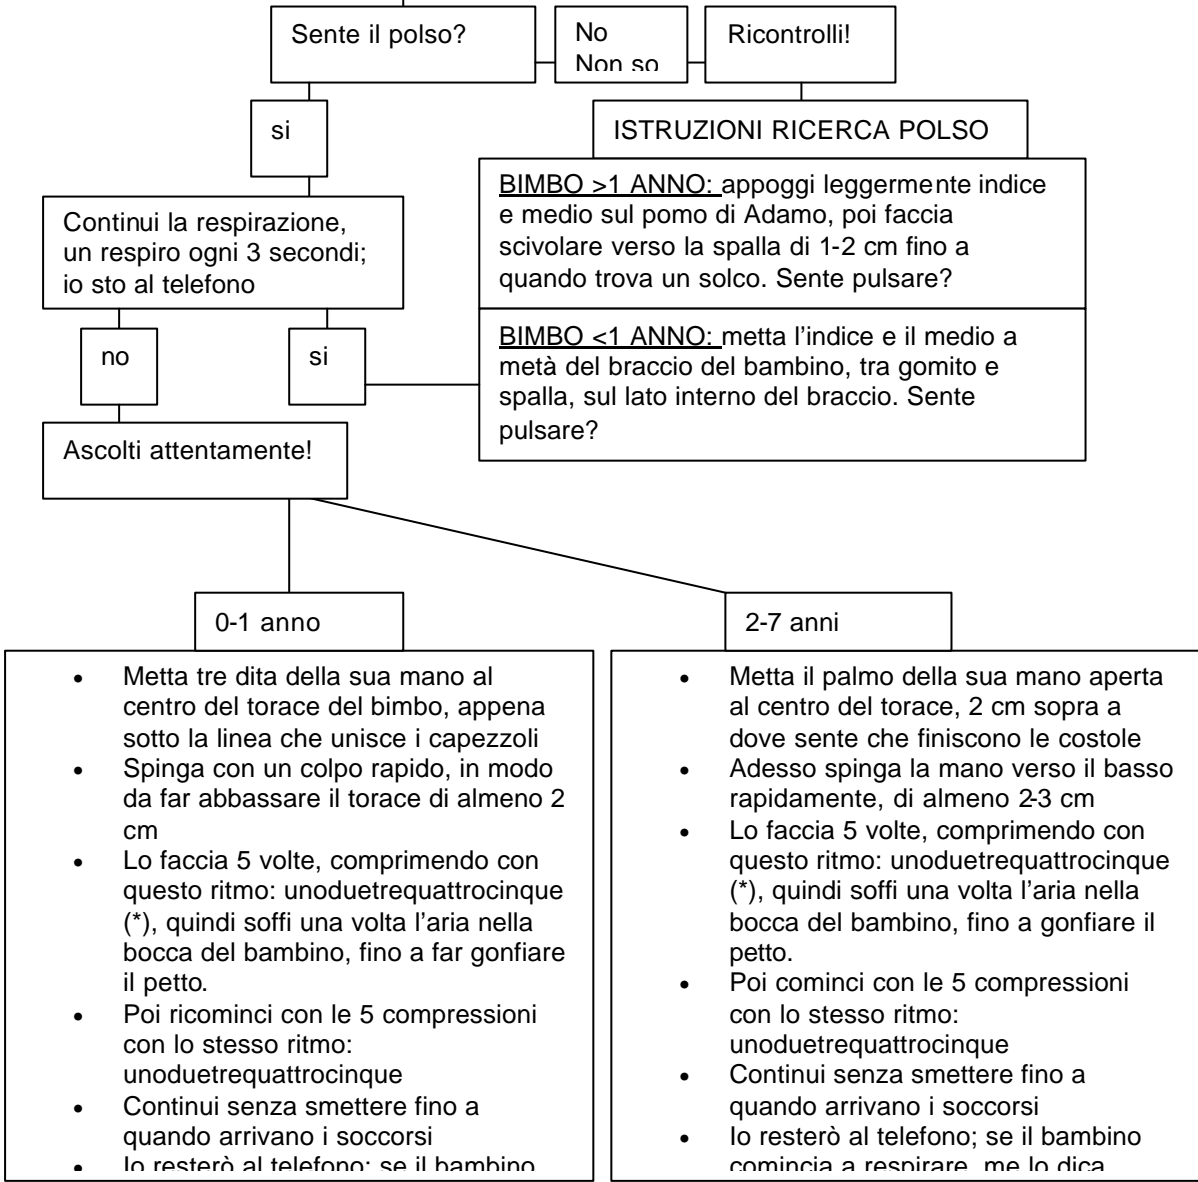 Sente il polso?
No
Non so
Ricontrolli!
si
ISTRUZIONI RICERCA POLSO
BIMBO >1 ANNO: appoggi leggermente indice
e medio sul pomo di Adamo, poi faccia
scivolare verso la spalla di 1-2 cm fino a
quando trova un solco. Sente pulsare?
Continui la respirazione,
un respiro ogni 3 secondi;
io sto al telefono
BIMBO <1 ANNO: metta l'indice e il medio a
metà del braccio del bambino, tra gomito e
spalla, sul lato interno del braccio. Sente
pulsare?
no
si
Ascolti attentamente!
0-1 anno
• Metta tre dita della sua mano al
centro del torace del bimbo, appena
sotto la linea che unisce i capezzoli
• Spinga con un colpo rapido, in modo
da far abbassare il torace di almeno 2
cm
• Lo faccia 5 volte, comprimendo con
questo ritmo: unoduetrequattrocinque
(*), quindi soffi una volta l'aria nella
bocca del bambino, fino a far gonfiare
il petto.
• Poi ricominci con le 5 compressioni
con lo stesso ritmo:
unoduetrequattrocinque
• Continui senza smettere fino a
quando arrivano i soccorsi
• Io resterò al telefono; se il bambino
2-7 anni
• Metta il palmo della sua mano aperta
al centro del torace, 2 cm sopra a
dove sente che finiscono le costole
• Adesso spinga la mano verso il basso
rapidamente, di almeno 2-3 cm
• Lo faccia 5 volte, comprimendo con
questo ritmo: unoduetrequattrocinque
(*), quindi soffi una volta l'aria nella
bocca del bambino, fino a gonfiare il
petto.
• Poi cominci con le 5 compressioni
con lo stesso ritmo:
unoduetrequattrocinque
• Continui senza smettere fino a
quando arrivano i soccorsi
• Io resterò al telefono; se il bambino
comincia a respirare, me lo dica